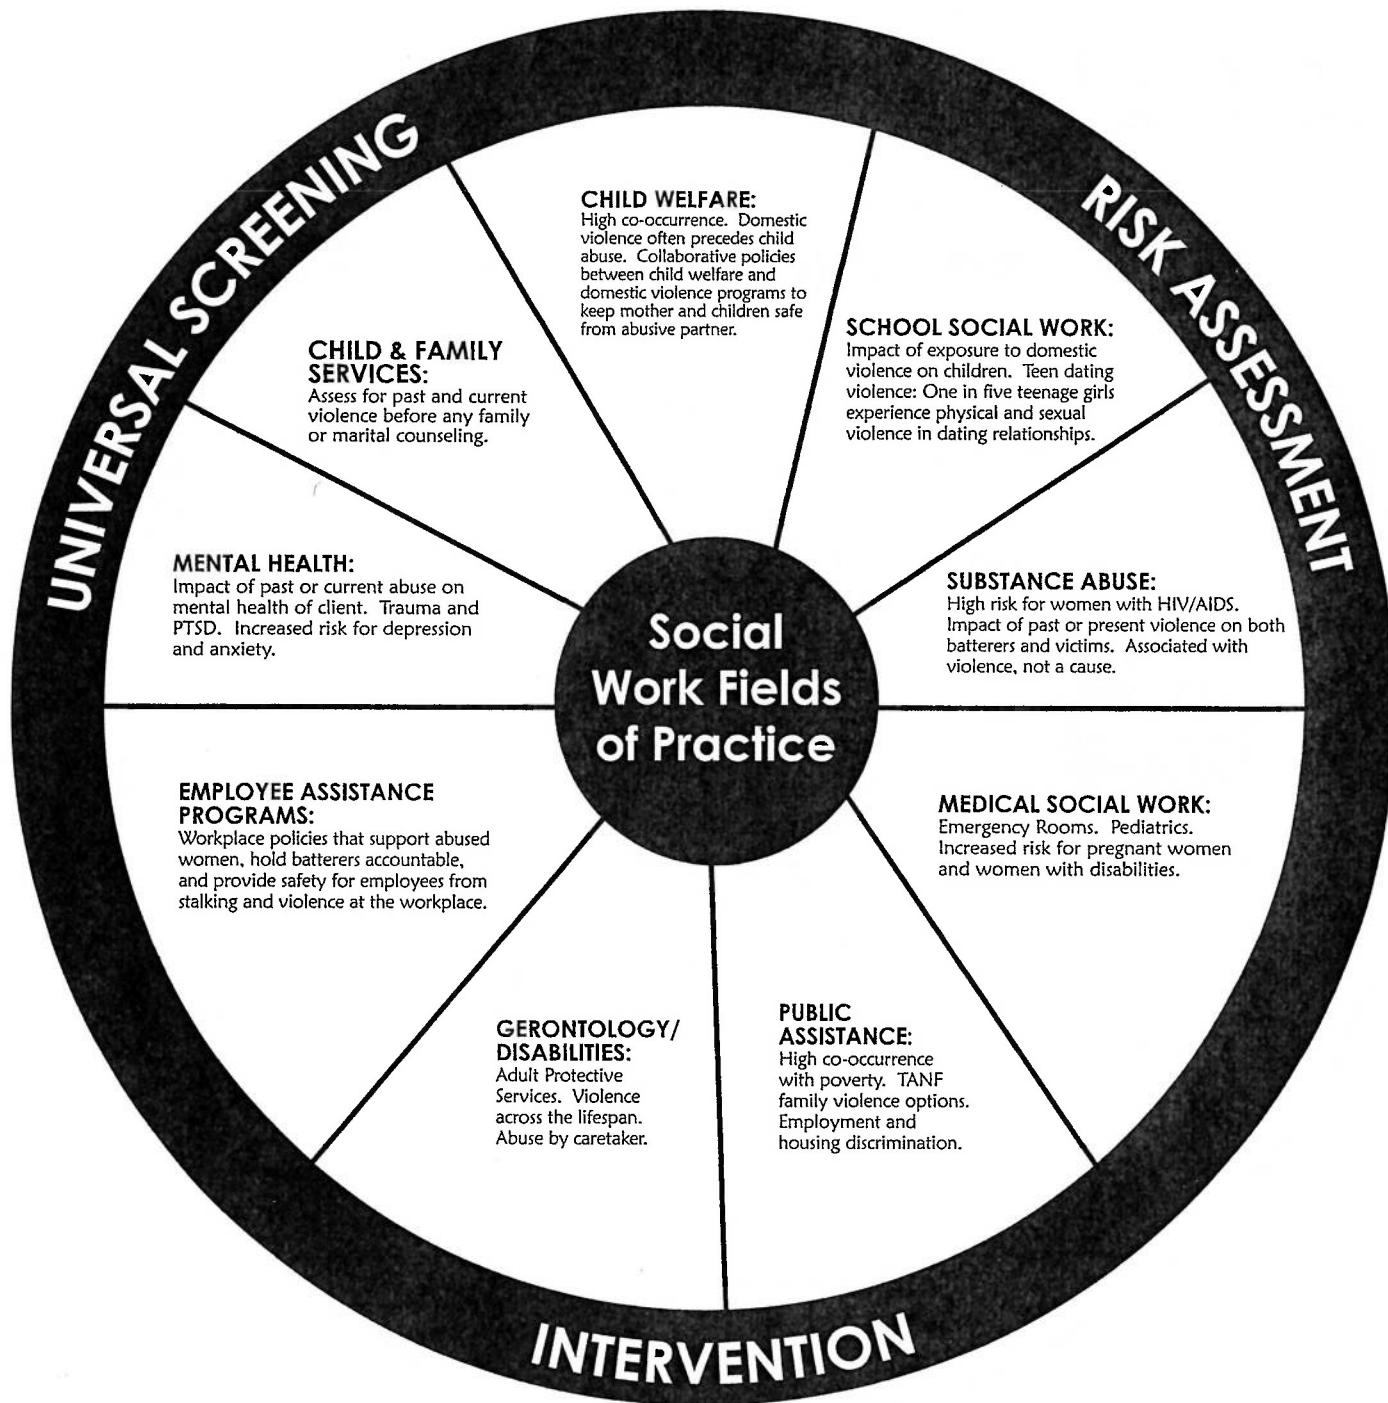 UNIVERSAL SCREENING
RISK ASSESSMENT
INTERVENTION
Social
Work Fields
of Practice
CHILD WELFARE:
High co-occurrence. Domestic
violence often precedes child
abuse. Collaborative policies
between child welfare and
domestic violence programs to
keep mother and children safe
from abusive partner.
SCHOOL SOCIAL WORK:
Impact of exposure to domestic
violence on children. Teen dating
violence: One in five teenage girls
experience physical and sexual
violence in dating relationships.
SUBSTANCE ABUSE:
High risk for women with HIV/AIDS.
Impact of past or present violence on both
batterers and victims. Associated with
violence, not a cause.
MEDICAL SOCIAL WORK:
Emergency Rooms. Pediatrics.
Increased risk for pregnant women
and women with disabilities.
PUBLIC
ASSISTANCE:
High co-occurrence
with poverty. TANF
family violence options.
Employment and
housing discrimination.
GERONTOLOGY/
DISABILITIES:
Adult Protective
Services. Violence
across the lifespan.
Abuse by caretaker.
EMPLOYEE ASSISTANCE
PROGRAMS:
Workplace policies that support abused
women, hold batterers accountable,
and provide safety for employees from
stalking and violence at the workplace.
MENTAL HEALTH:
Impact of past or current abuse on
mental health of client. Trauma and
PTSD. Increased risk for depression
and anxiety.
CHILD & FAMILY
SERVICES:
Assess for past and current
violence before any family
or marital counseling.